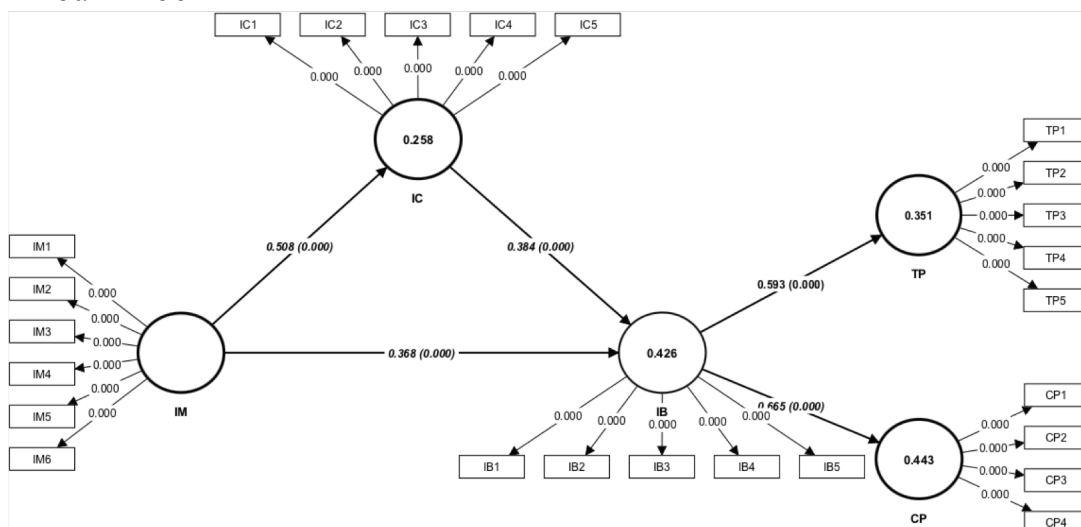 IC1
IC2
IC3
IC4
IC5
0.000
0.000
0.000
0.000
0.000
0.258
IC
0.508 (0.000)
0.384 (0.000)
IM1
IM2
IM3
IM4
IM5
IM6
0.000
0.000
0.000
0.000
0.000
0.000
IM
0.368 (0.000)
0.426
IB
0.000
0.000
0.000
0.000
0.000
IB1
IB2
IB3
IB4
IB5
0.593 (0.000)
0.665 (0.000)
0.351
TP
0.000
0.000
0.000
0.000
0.000
TP1
TP2
TP3
TP4
TP5
0.443
CP
0.000
0.000
0.000
0.000
CP1
CP2
CP3
CP4